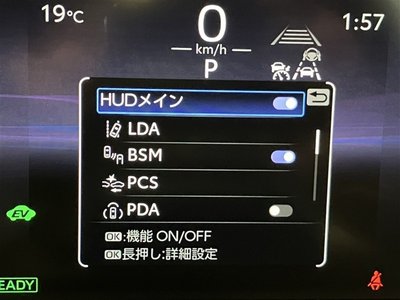 19℃
0
1:57
km/h
P
HUDメイン
LDA
BSM
PCS
PDA
OK:機能 ON/OFF
OK長押し:詳細設定
EV
EADY